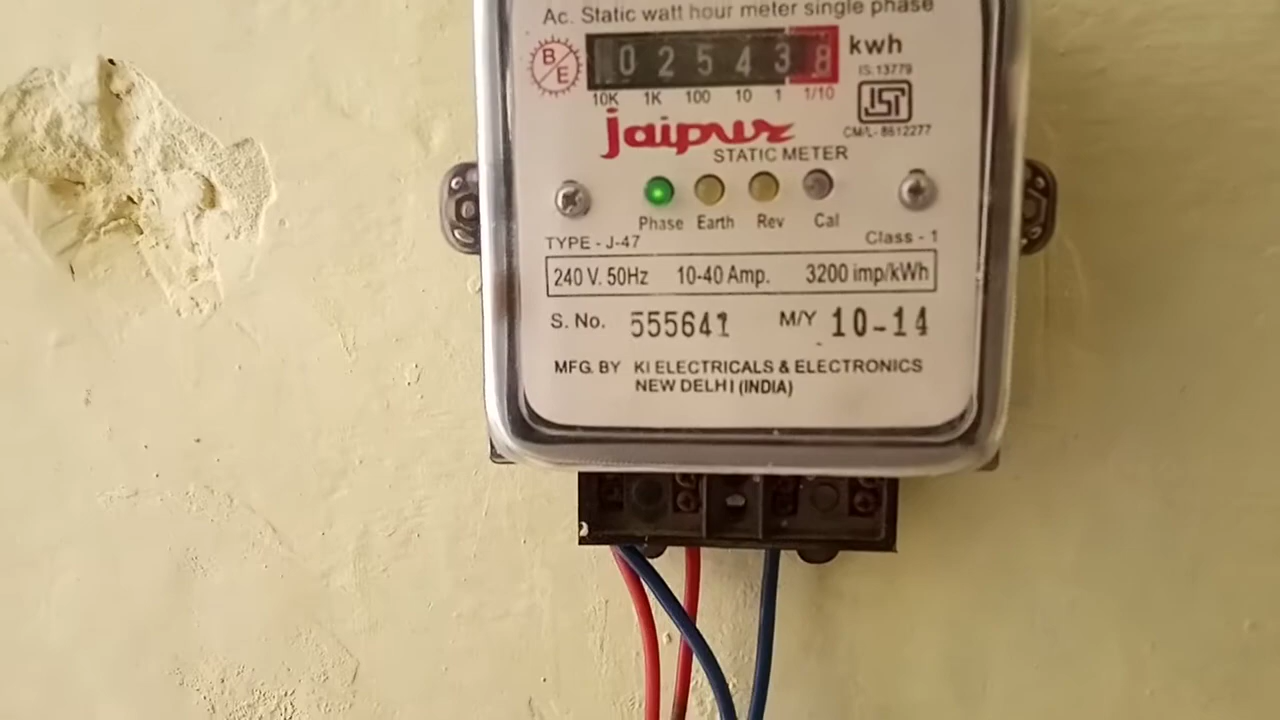 Ac. Static watt hour meter single phase
B E
0 2 5 4 3 8 kwh
IS:13779
10K 1K 100 10 1 1/10
ISI
CM/L- 8612277
jaipur
STATIC METER
Phase Earth Rev Cal
TYPE - J-47 Class - 1
240 V. 50Hz 10-40 Amp. 3200 imp/kWh
S. No. 555641 M/Y 10-14
MFG. BY KI ELECTRICALS & ELECTRONICS
NEW DELHI (INDIA)